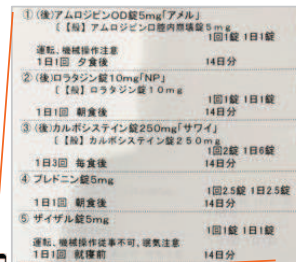 ①(後)アムロジピンOD錠5mg「アメル」
【般】アムロジピン口腔内崩壊錠5mg
1回1錠 1日1錠
運転、機械操作注意
1日1回 夕食後 14日分
②(後)ロラタジン錠10mg「NP」
【般】ロラタジン錠10mg
1回1錠 1日1錠
1日1回 朝食後 14日分
③(後)カルボシステイン錠250mg「サワイ」
【般】カルボシステイン錠250mg
1回2錠 1日6錠
1日3回 毎食後 14日分
④ プレドニン錠5mg
1回2.5錠 1日2.5錠
1日1回 朝食後 14日分
⑤ ザイザル錠5mg
1回1錠 1日1錠
運転、機械操作従事不可、眠気注意
1日1回 就寝前 14日分